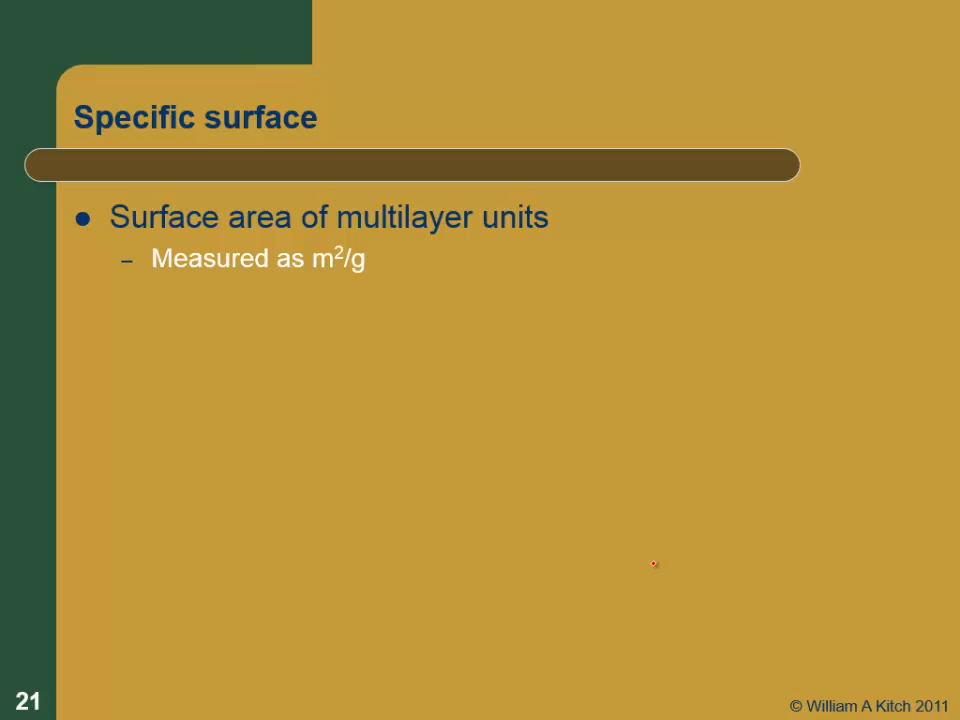 Specific surface
● Surface area of multilayer units
– Measured as m²/g
21
© William A Kitch 2011